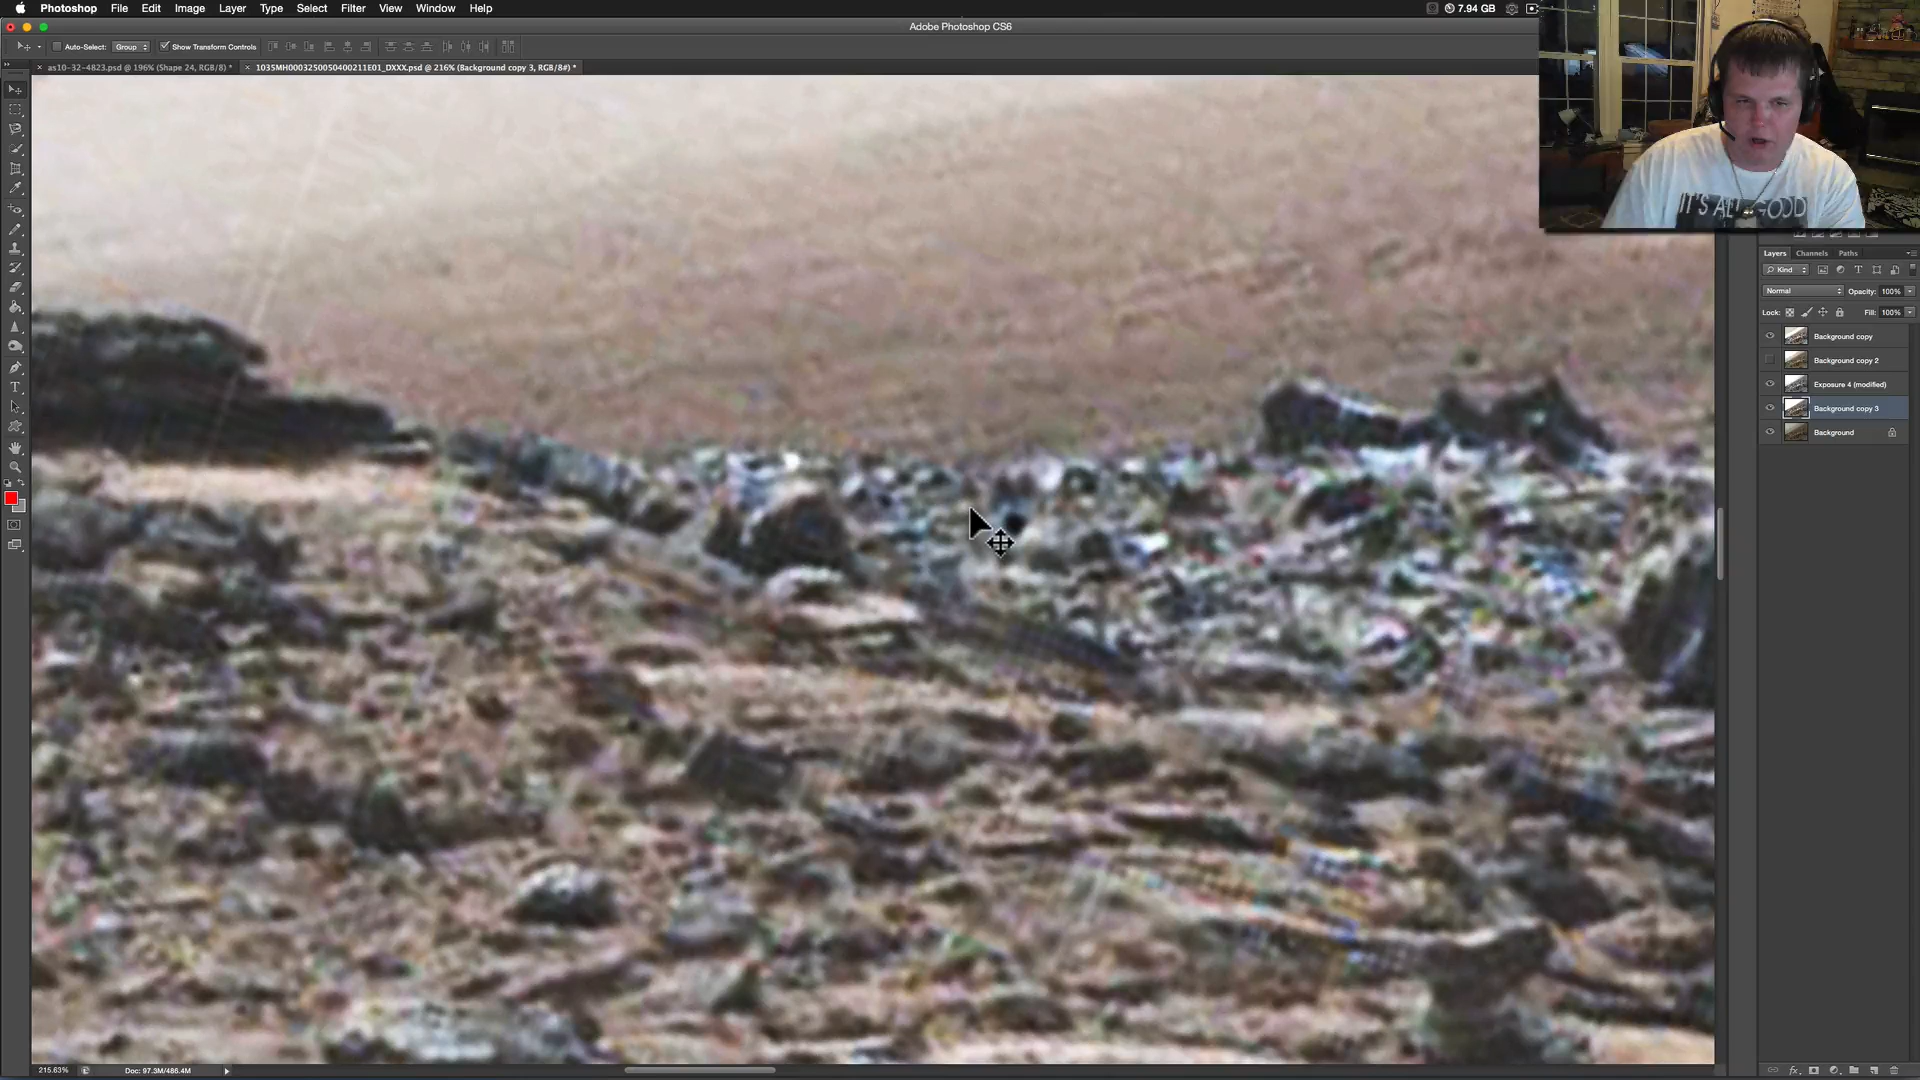 Photoshop File Edit Image Layer Type Select Filter View Window Help
7.94 GB
Adobe Photoshop CS6
Auto-Select: Group Show Transform Controls
as10-32-4823.psd @ 196% (Shape 24, RGB/8) *
1035MH0003250050400211E01_DXXX.psd @ 216% (Background copy 3, RGB/8#) *
IT'S ALL GOOD
Layers Channels Paths
Kind
Normal Opacity: 100%
Lock: Fill: 100%
Background copy
Background copy 2
Exposure 4 (modified)
Background copy 3
Background
215.63% Doc: 97.3M/486.4M